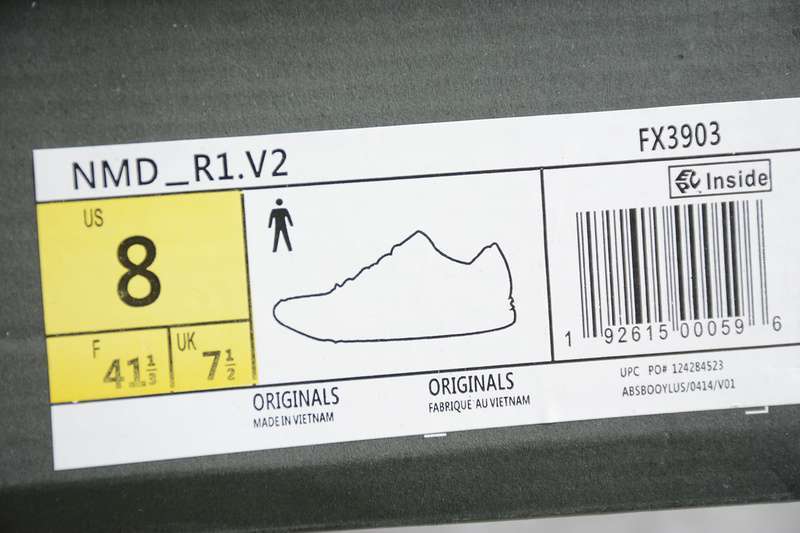 NMD_R1.V2
FX3903
Inside
US
8
F
41 1/3
UK
7 1/2
1 92615 00059 6
UPC PO# 124284523
ABSBOOYLUS/0414/V01
ORIGINALS
MADE IN VIETNAM
ORIGINALS
FABRIQUÉ AU VIETNAM